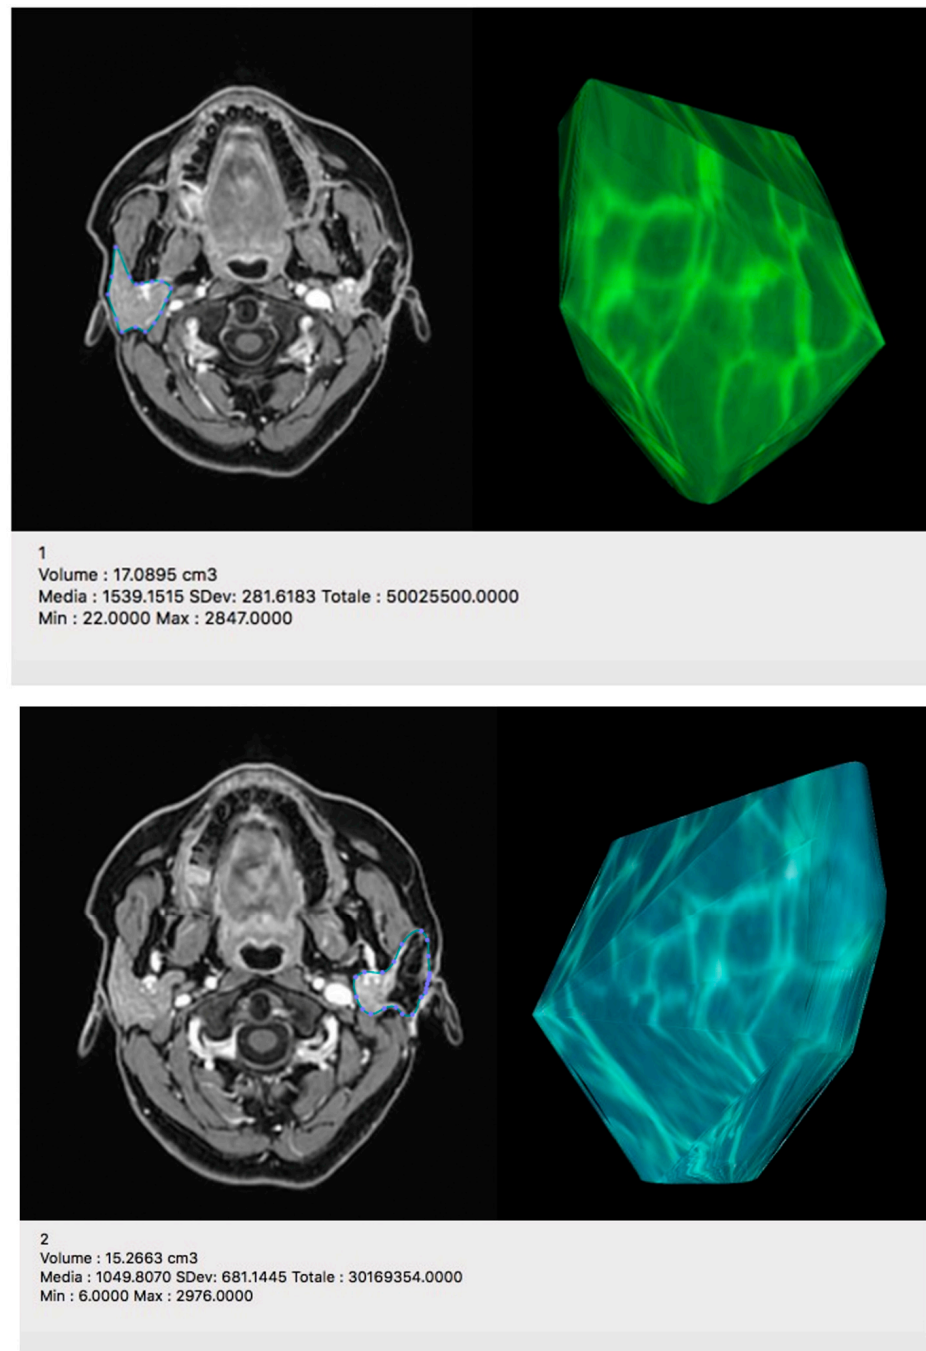 1
Volume : 17.0895 cm3
Media : 1539.1515 SDev: 281.6183 Totale : 50025500.0000
Min : 22.0000 Max : 2847.0000
2
Volume : 15.2663 cm3
Media : 1049.8070 SDev: 681.1445 Totale : 30169354.0000
Min : 6.0000 Max : 2976.0000